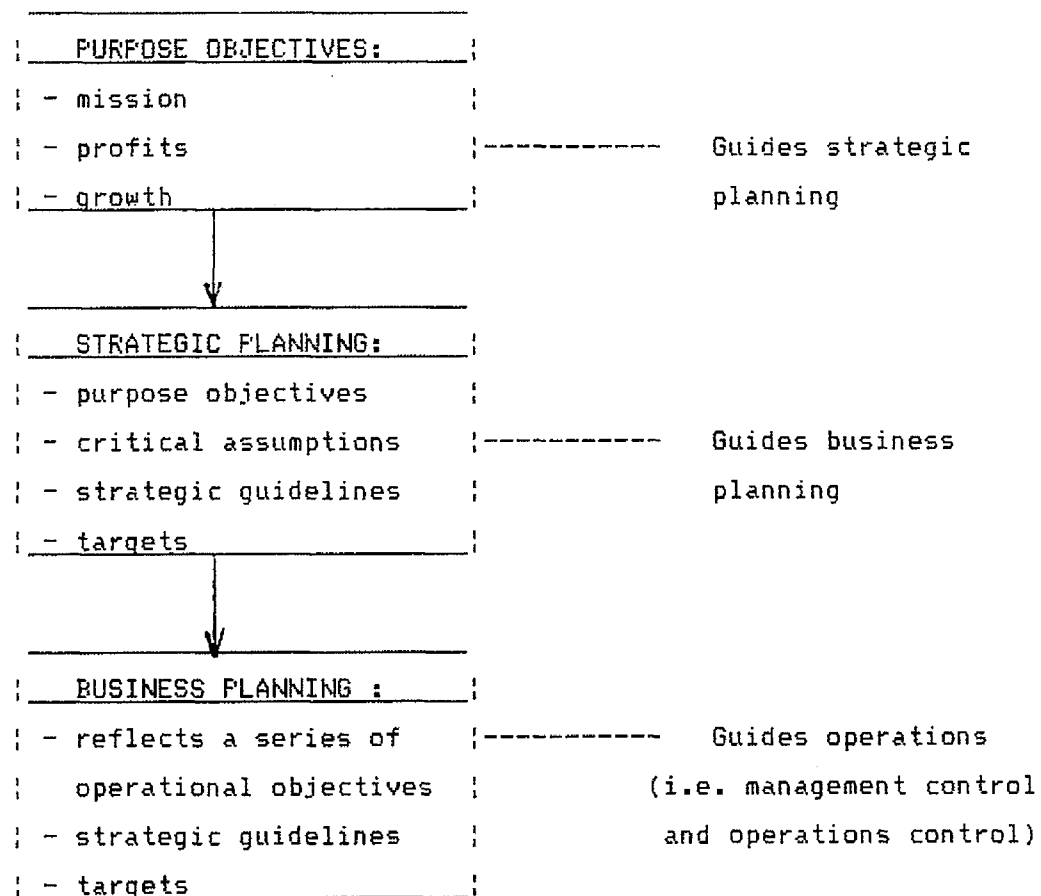 PURPOSE OBJECTIVES:
- mission
- profits
- growth
Guides strategic
planning
STRATEGIC PLANNING:
- purpose objectives
- critical assumptions
- strategic guidelines
- targets
Guides business
planning
BUSINESS PLANNING :
- reflects a series of
operational objectives
- strategic guidelines
- targets
Guides operations
(i.e. management control
and operations control)